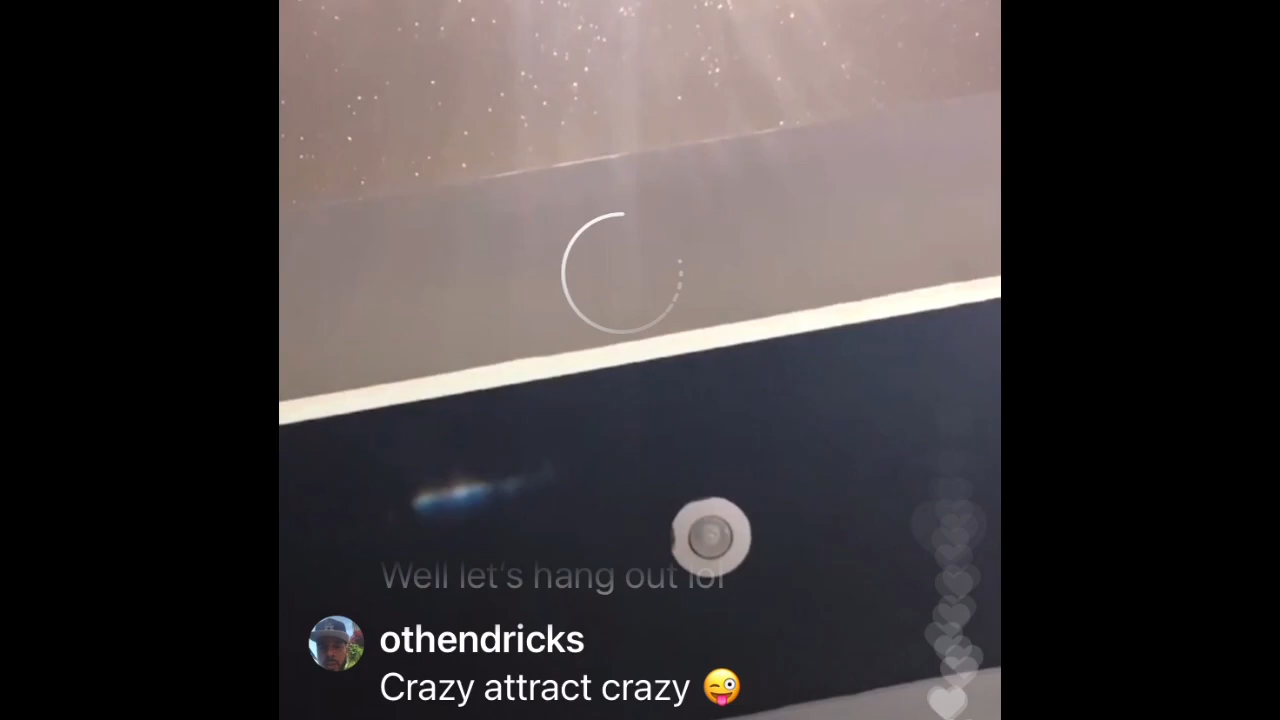 Well let's hang out lol
othendricks
Crazy attract crazy 😜